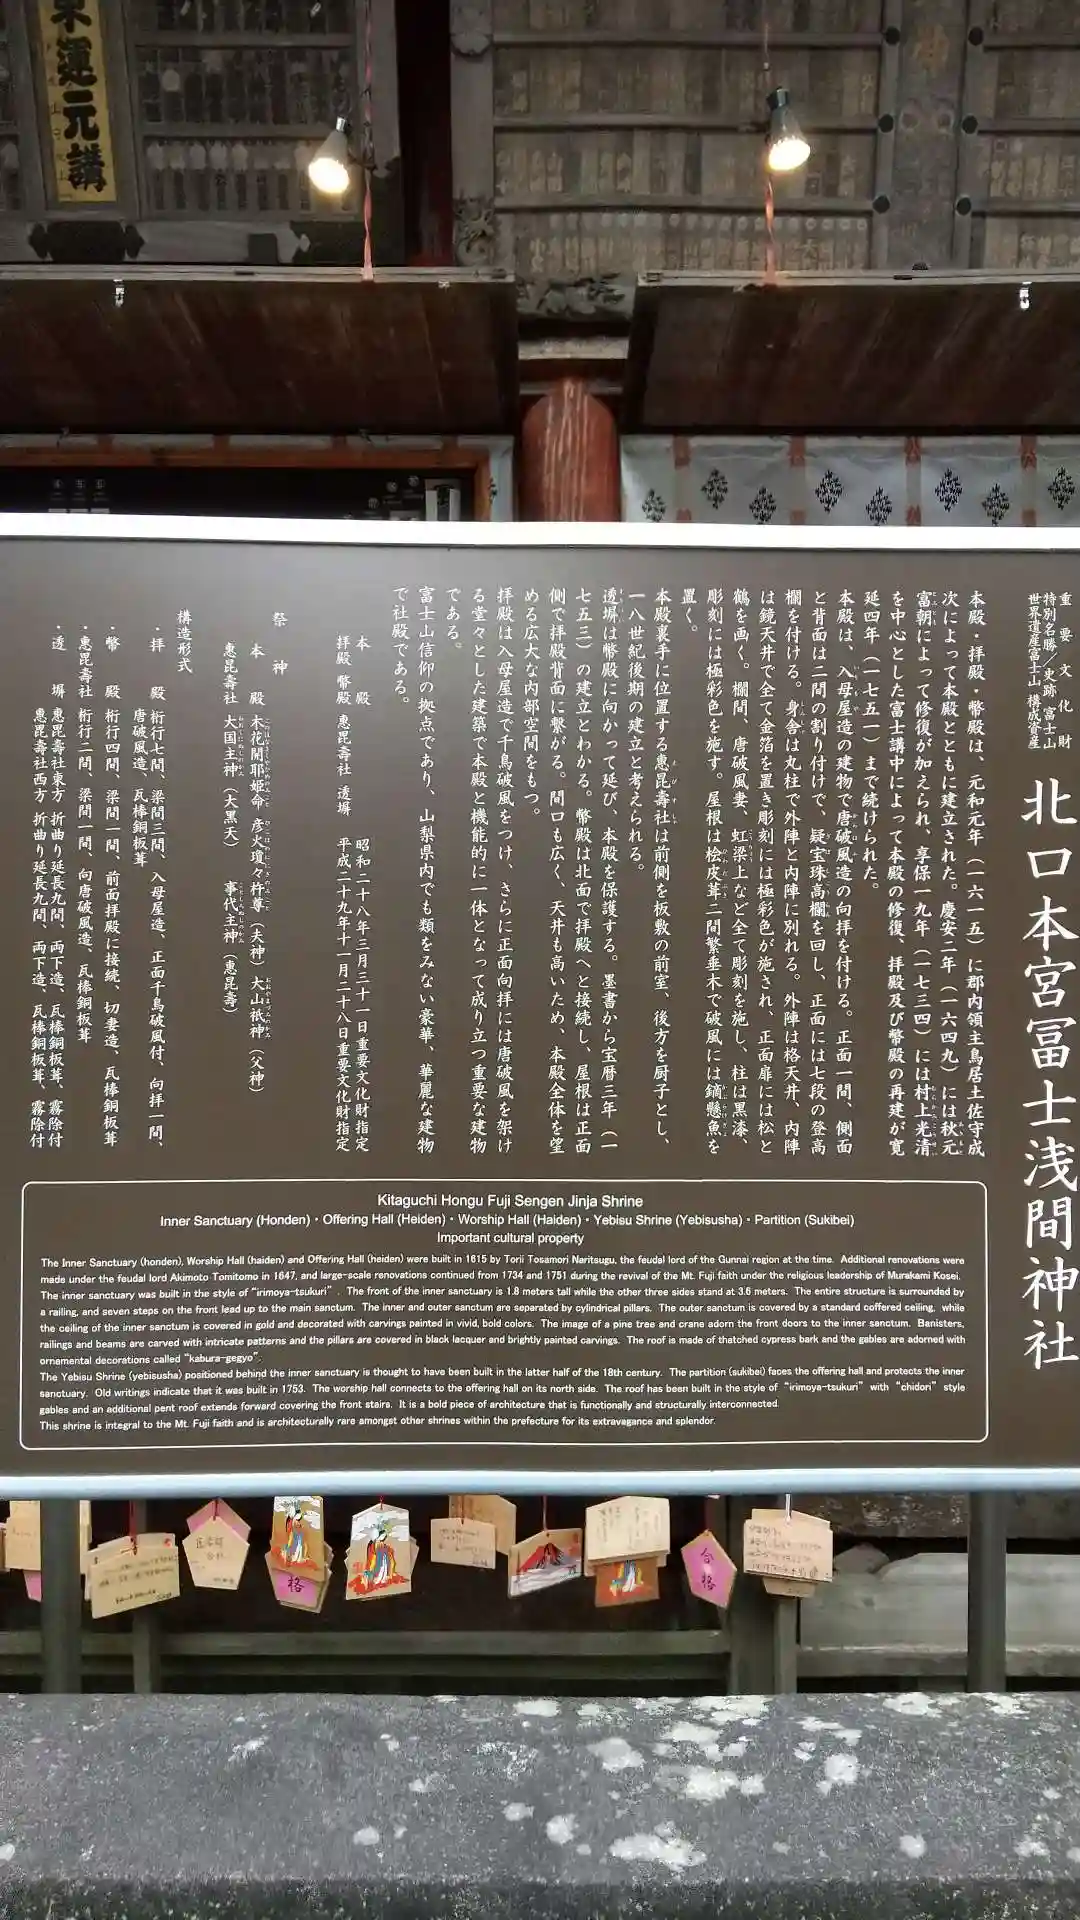 東運元講
北口本宮冨士浅間神社
重要文化財
特別名勝／史跡 富士山
世界遺産富士山 構成資産
本殿・拝殿・幣殿は、元和元年（一六一五）に郡内領主鳥居土佐守成
次によって本殿とともに建立された。慶安二年（一六四九）には秋元
富朝によって修復が加えられ、享保一九年（一七三四）には村上光清
を中心とした富士講中によって本殿の修復、拝殿及び幣殿の再建が寛
延四年（一七五一）まで続けられた。
本殿は、入母屋造の建物で唐破風造の向拝を付ける。正面一間、側面
と背面は二間の割り付けで、疑宝珠高欄を回し、正面には七段の登高
欄を付ける。身舎は丸柱で外陣と内陣に別れる。外陣は格天井、内陣
は鏡天井で全て金箔を置き彫刻には極彩色が施され、正面扉には松と
鶴を画く。欄間、唐破風妻、虹梁上など全て彫刻を施し、柱は黒漆、
彫刻には極彩色を施す。屋根は桧皮葺二間繁垂木で破風には鏑懸魚を
置く。
本殿裏手に位置する惠毘壽社は前側を板敷の前室、後方を厨子とし、
一八世紀後期の建立と考えられる。
透塀は幣殿に向かって延び、本殿を保護する。墨書から宝暦三年（一
七五三）の建立とわかる。幣殿は北面で拝殿へと接続し、屋根は正面
側で拝殿背面に繋がる。間口も広く、天井も高いため、本殿全体を望
める広大な内部空間をもつ。
拝殿は入母屋造で千鳥破風をつけ、さらに正面向拝には唐破風を架け
る堂々とした建築で本殿と機能的に一体となって成り立つ重要な建物
である。
富士山信仰の拠点であり、山梨県内でも類をみない豪華、華麗な建物
で社殿である。
本殿 昭和二十八年三月三十一日重要文化財指定
拝殿 幣殿 惠毘壽社 透塀 平成二十九年十一月二十八日重要文化財指定
祭神
本殿 木花開耶姫命 彦火瓊々杵尊（夫神）大山祇神（父神）
惠毘壽社 大国主神（大黒天） 事代主神（惠毘壽）
構造形式
・拝殿 桁行七間、梁間三間、入母屋造、正面千鳥破風付、向拝一間、
唐破風造、瓦棒銅板葺
・幣殿 桁行四間、梁間一間、前面拝殿に接続、切妻造、瓦棒銅板葺
・惠毘壽社 桁行二間、梁間一間、向唐破風造、瓦棒銅板葺
・透塀 惠毘壽社東方 折曲り延長九間、両下造、瓦棒銅板葺、霧除付
惠毘壽社西方 折曲り延長九間、両下造、瓦棒銅板葺、霧除付
Kitaguchi Hongu Fuji Sengen Jinja Shrine
Inner Sanctuary (Honden)・Offering Hall (Heiden)・Worship Hall (Haiden)・Yebisu Shrine (Yebisusha)・Partition (Sukibei)
Important cultural property
The Inner Sanctuary (honden), Worship Hall (haiden) and Offering Hall (heiden) were built in 1615 by Torii Tosamori Naritsugu, the feudal lord of the Gunnai region at the time. Additional renovations were
made under the feudal lord Akimoto Tomitomo in 1647, and large-scale renovations continued from 1734 and 1751 during the revival of the Mt. Fuji faith under the religious leadership of Murakami Kosei.
The inner sanctuary was built in the style of "irimoya-tsukuri" . The front of the inner sanctuary is 1.8 meters tall while the other three sides stand at 3.6 meters. The entire structure is surrounded by
a railing, and seven steps on the front lead up to the main sanctum. The inner and outer sanctum are separated by cylindrical pillars. The outer sanctum is covered by a standard coffered ceiling, while
the ceiling of the inner sanctum is covered in gold and decorated with carvings painted in vivid, bold colors. The image of a pine tree and crane adorn the front doors to the inner sanctum. Banisters,
railings and beams are carved with intricate patterns and the pillars are covered in black lacquer and brightly painted carvings. The roof is made of thatched cypress bark and the gables are adorned with
ornamental decorations called "kabura-gegyo".
The Yebisu Shrine (yebisusha) positioned behind the inner sanctuary is thought to have been built in the latter half of the 18th century. The partition (sukibei) faces the offering hall and protects the inner
sanctuary. Old writings indicate that it was built in 1753. The worship hall connects to the offering hall on its north side. The roof has been built in the style of "irimoya-tsukuri" with "chidori" style
gables and an additional pent roof extends forward covering the front stairs. It is a bold piece of architecture that is functionally and structurally interconnected.
This shrine is integral to the Mt. Fuji faith and is architecturally rare amongst other shrines within the prefecture for its extravagance and splendor.
格
合格